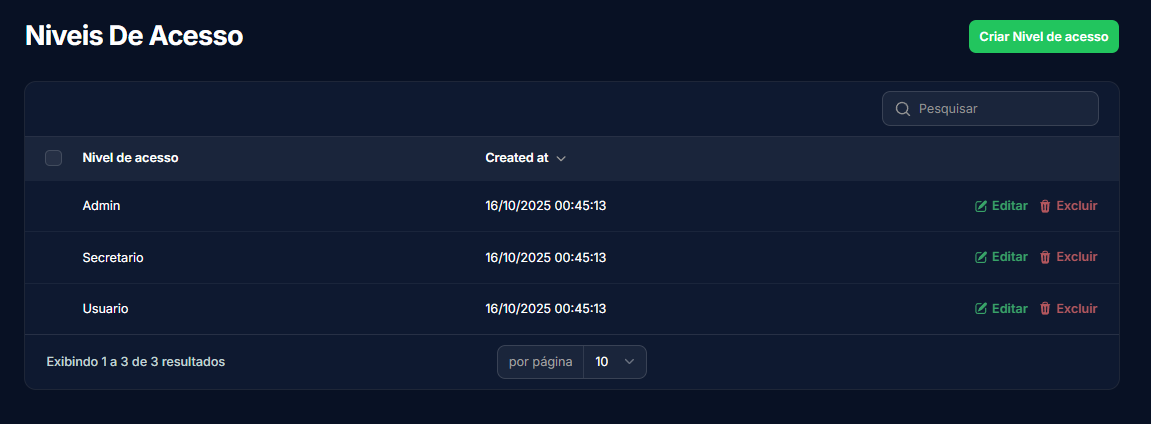 Niveis De Acesso
Criar Nivel de acesso
Pesquisar
Nivel de acesso Created at
Admin 16/10/2025 00:45:13 Editar Excluir
Secretario 16/10/2025 00:45:13 Editar Excluir
Usuario 16/10/2025 00:45:13 Editar Excluir
Exibindo 1 a 3 de 3 resultados por página 10